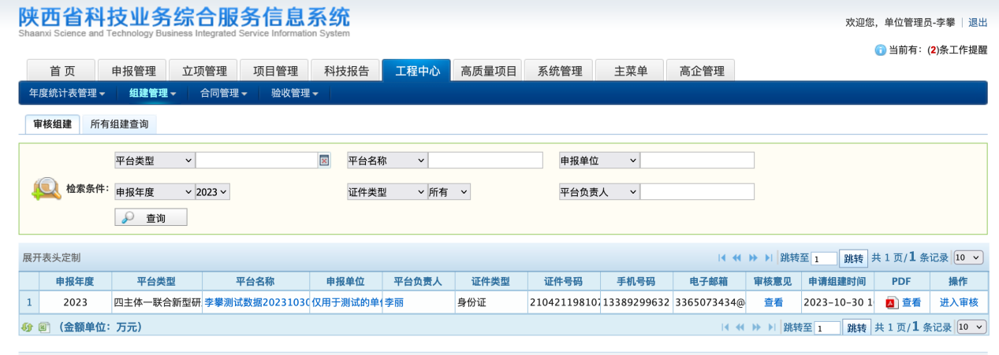 陕西省科技业务综合服务信息系统
Shaanxi Science and Technology Business Integrated Service Information System
欢迎您，单位管理员-李攀 | 退出
当前有：(2)条工作提醒
首 页 申报管理 立项管理 项目管理 科技报告 工程中心 高质量项目 系统管理 主菜单 高企管理
年度统计表管理 组建管理 合同管理 验收管理
审核组建 所有组建查询
平台类型 平台名称 申报单位
检索条件：
申报年度 2023 证件类型 所有 平台负责人
查询
展开表头定制 跳转至 1 跳转 共 1 页/1 条记录 10
申报年度 平台类型 平台名称 申报单位 平台负责人 证件类型 证件号码 手机号码 电子邮箱 审核意见 申请组建时间 PDF 操作
1 2023 四主体一联合新型研 李攀测试数据20231030 仅用于测试的单 李丽 身份证 21042119810 13389299632 3365073434@ 查看 2023-10-30 1 查看 进入审核
（金额单位：万元） 跳转至 1 跳转 共 1 页/1 条记录 10